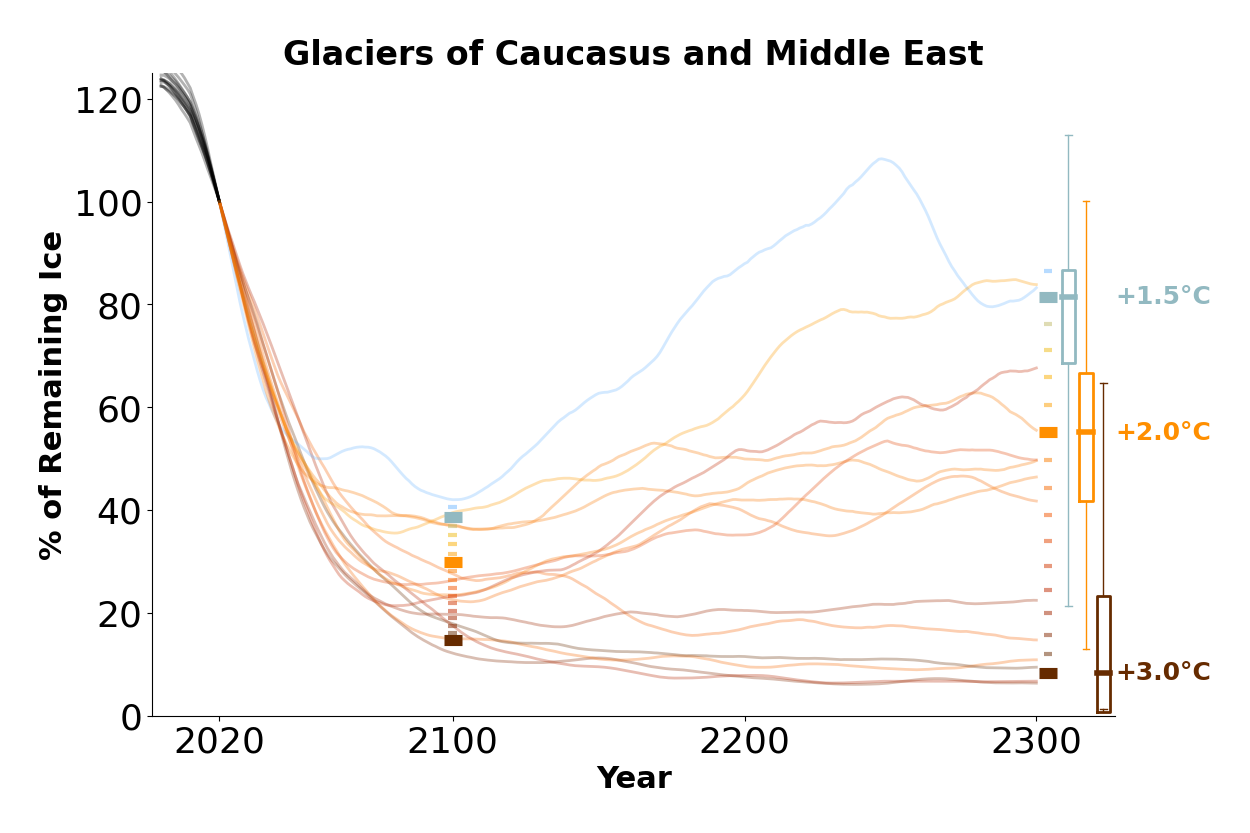 Glaciers of Caucasus and Middle East
120
100
80
60
40
20
0
% of Remaining Ice
+1.5°C
+2.0°C
+3.0°C
2020
2100
2200
2300
Year